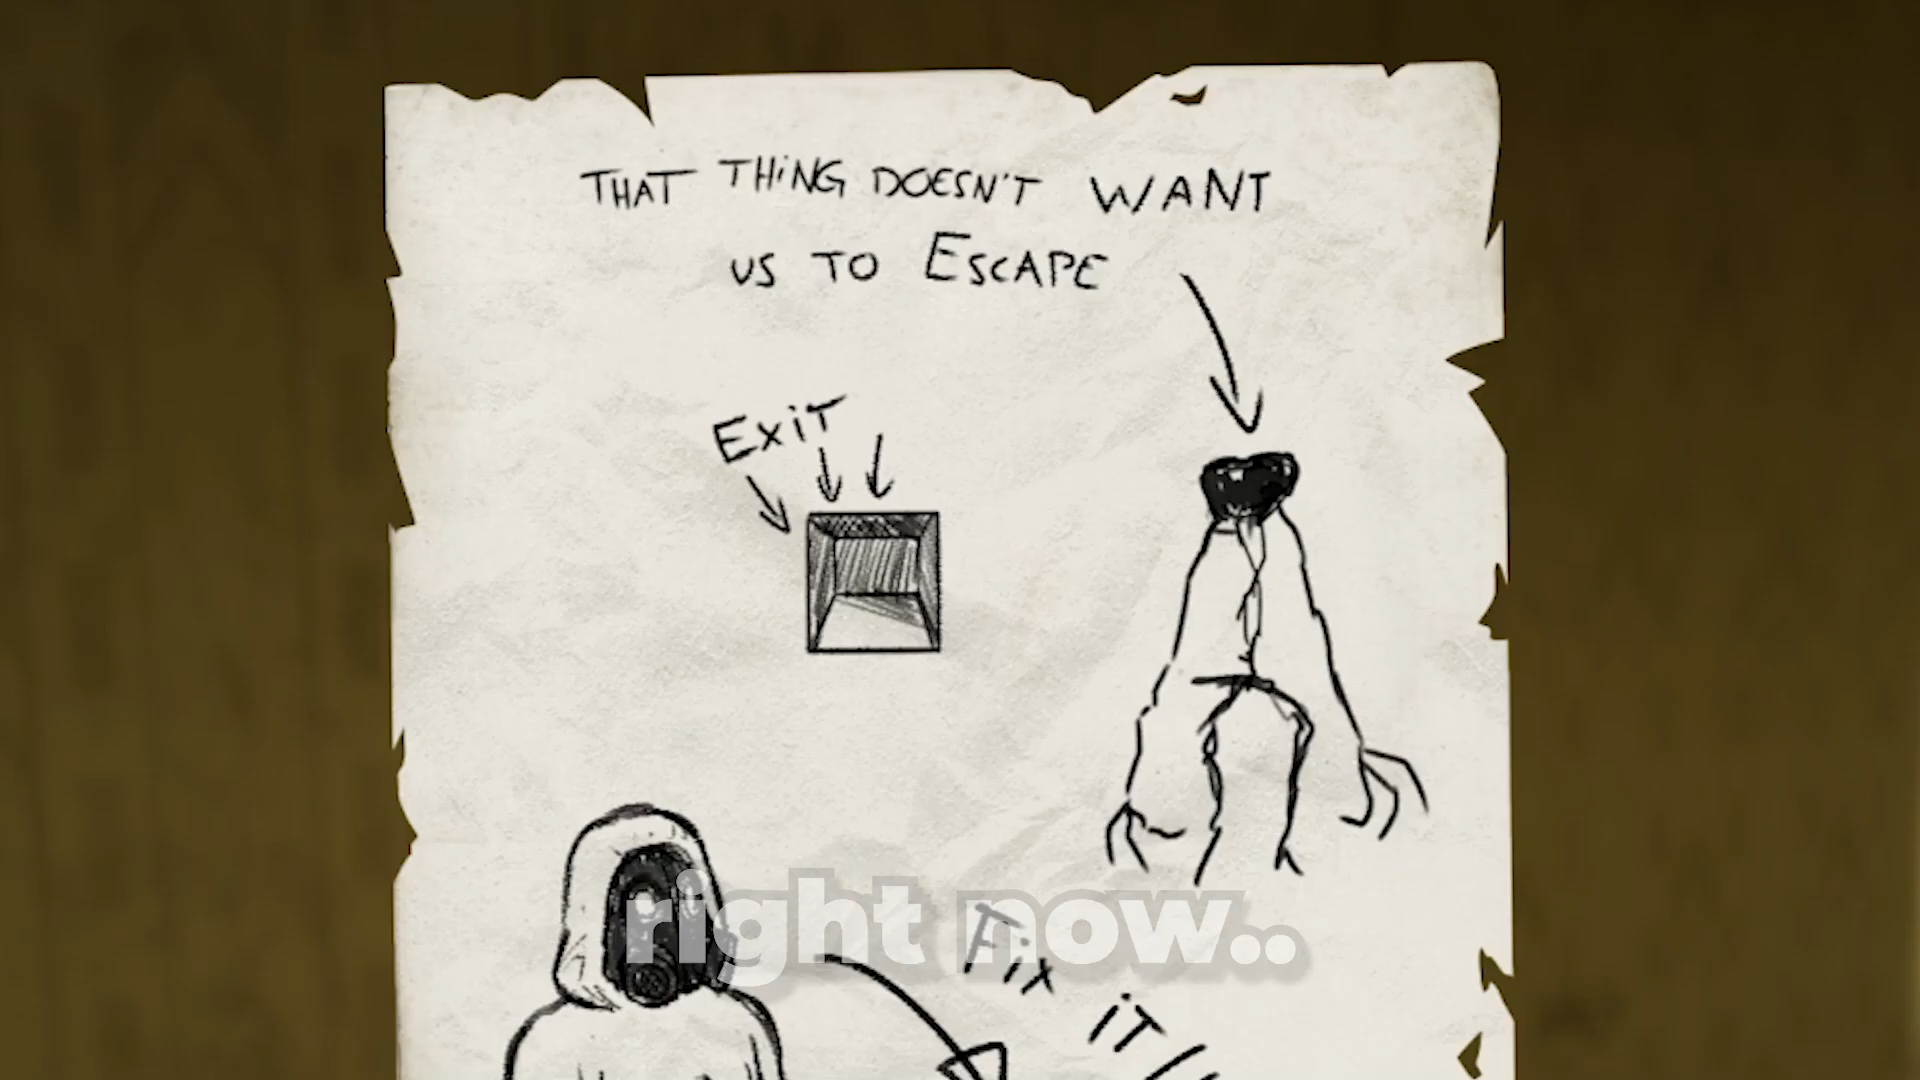 THAT THiNG DOESN'T WANT
US TO ESCAPE
EXiT
right now..
Fix
iT